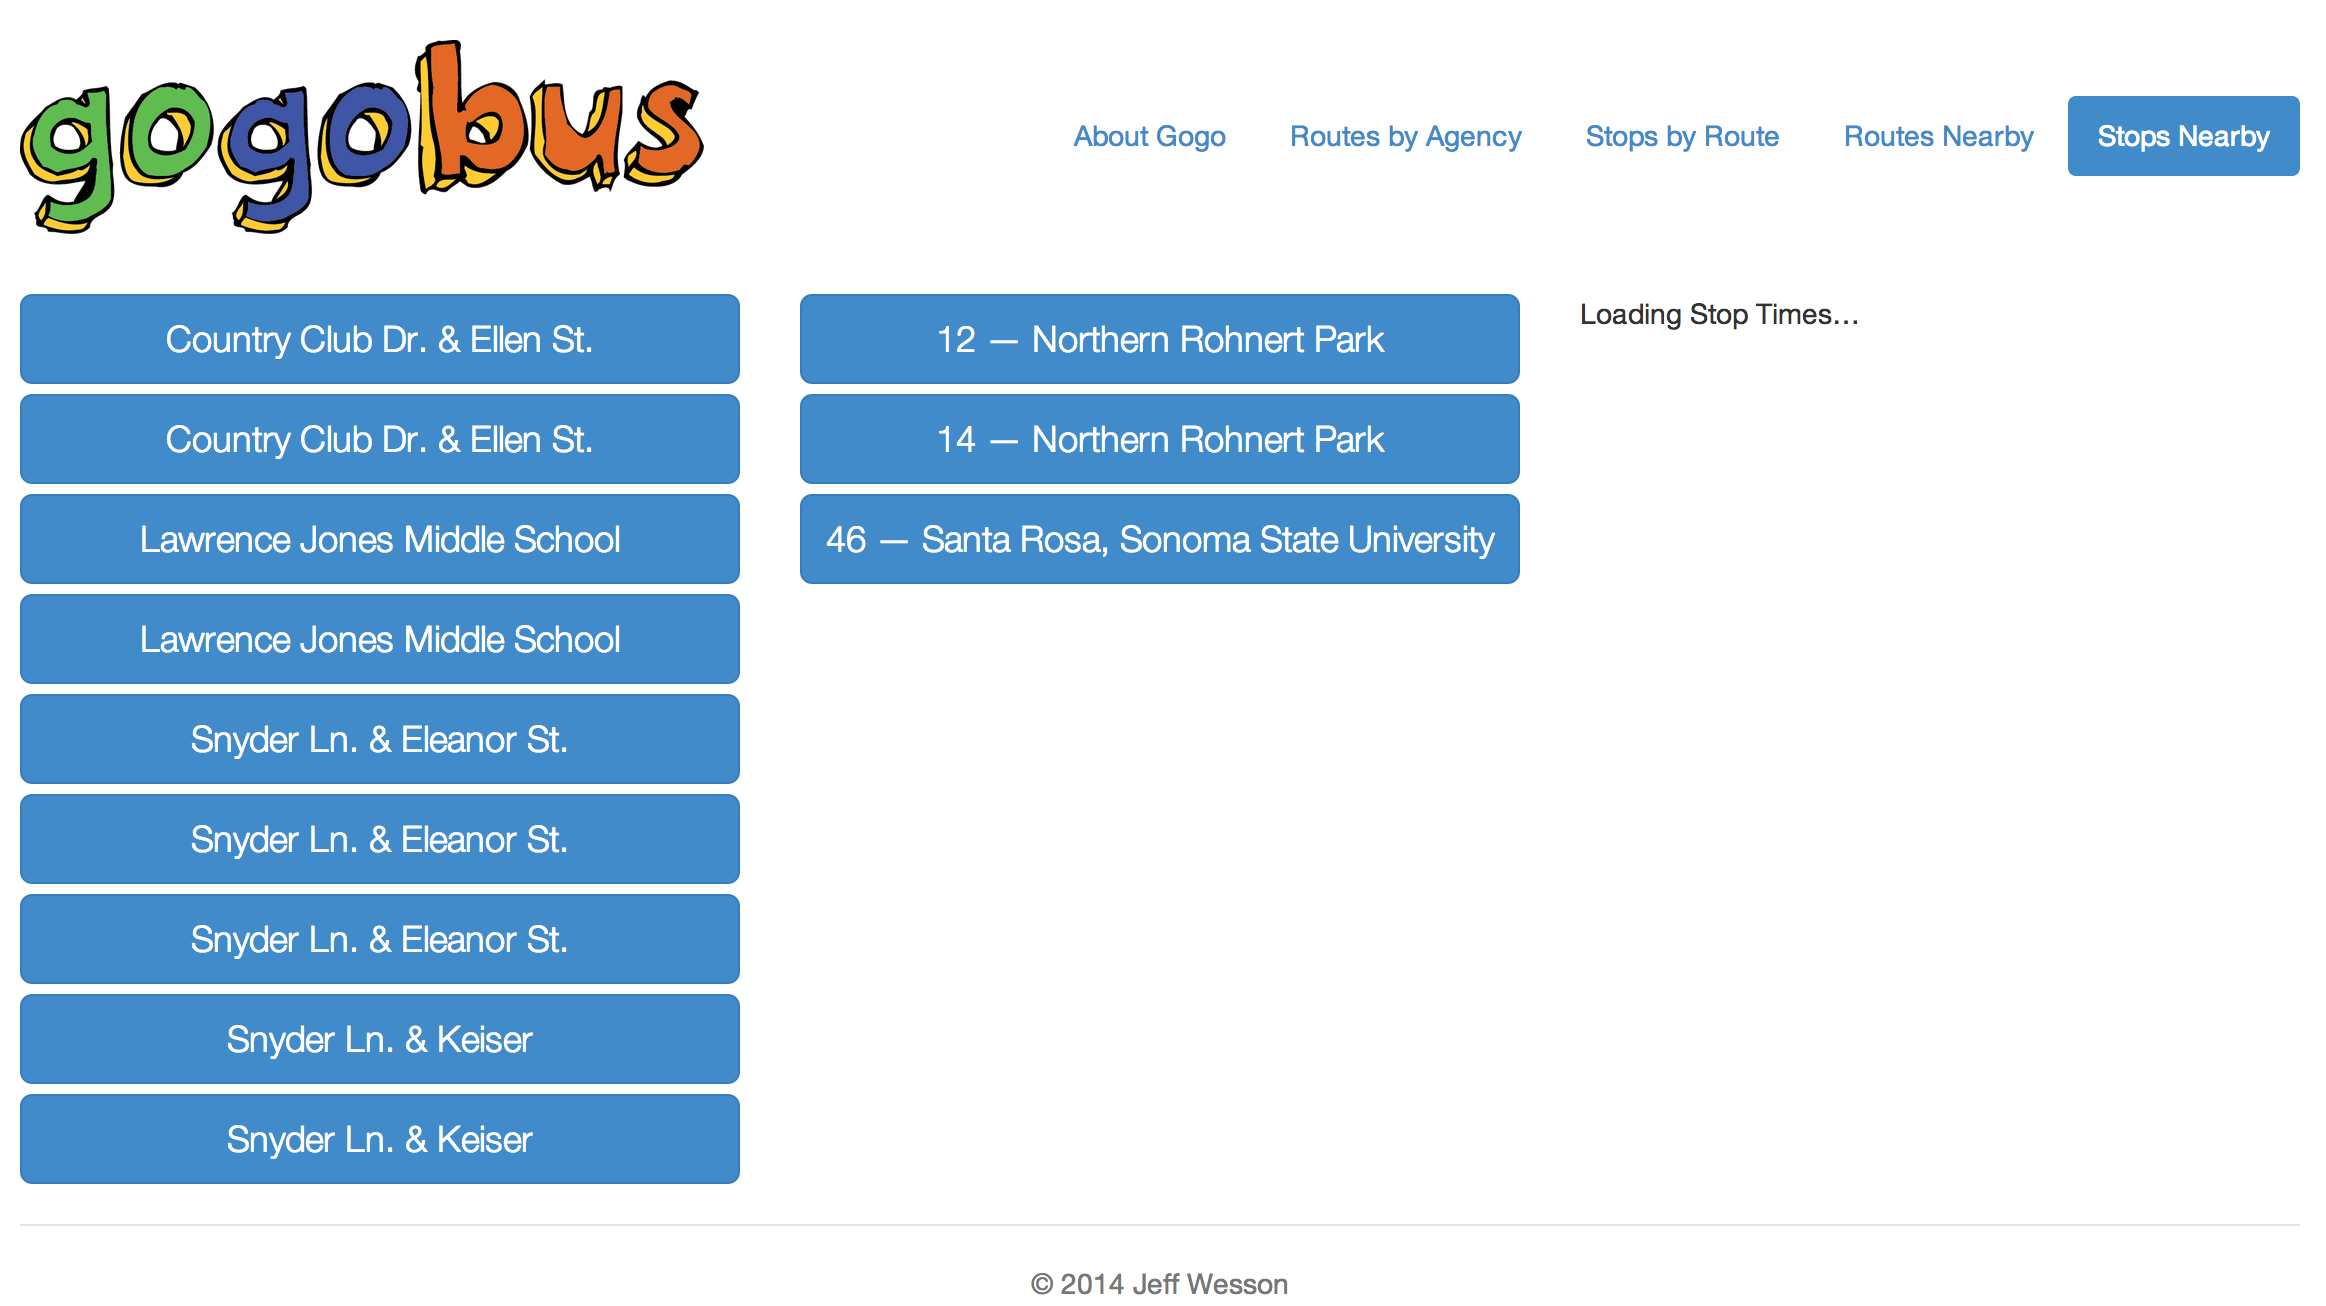 gogobus
About Gogo
Routes by Agency
Stops by Route
Routes Nearby
Stops Nearby
Country Club Dr. & Ellen St.
Country Club Dr. & Ellen St.
Lawrence Jones Middle School
Lawrence Jones Middle School
Snyder Ln. & Eleanor St.
Snyder Ln. & Eleanor St.
Snyder Ln. & Eleanor St.
Snyder Ln. & Keiser
Snyder Ln. & Keiser
12 — Northern Rohnert Park
14 — Northern Rohnert Park
46 — Santa Rosa, Sonoma State University
Loading Stop Times...
© 2014 Jeff Wesson